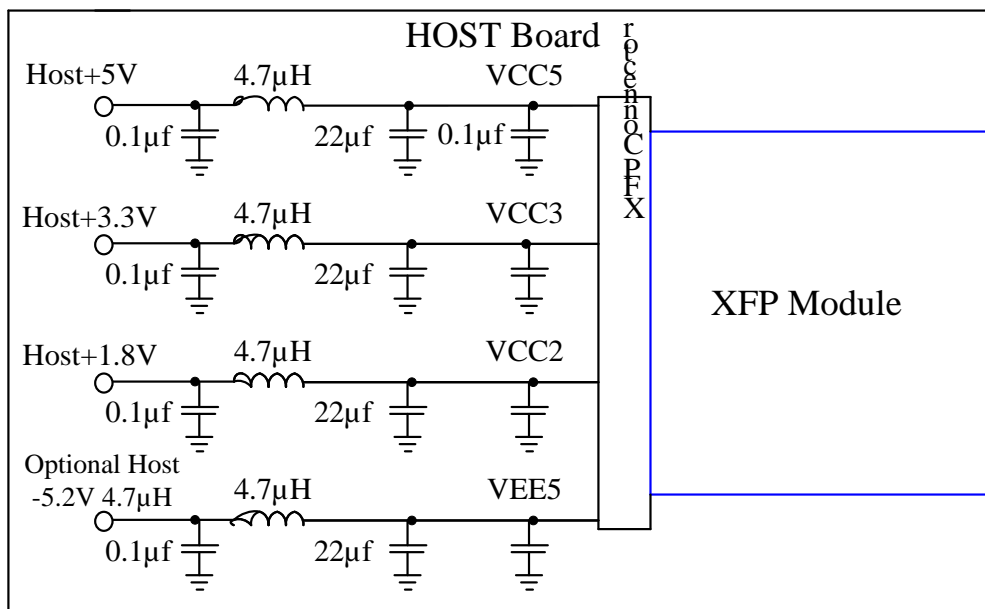 HOST Board
XFP Connector
Host+5V
4.7µH
VCC5
0.1µf
22µf
0.1µf
Host+3.3V
4.7µH
VCC3
0.1µf
22µf
XFP Module
Host+1.8V
4.7µH
VCC2
0.1µf
22µf
Optional Host
-5.2V 4.7µH
4.7µH
VEE5
0.1µf
22µf